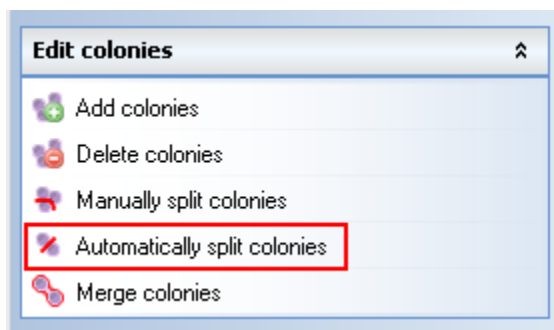 Edit colonies
Add colonies
Delete colonies
Manually split colonies
Automatically split colonies
Merge colonies